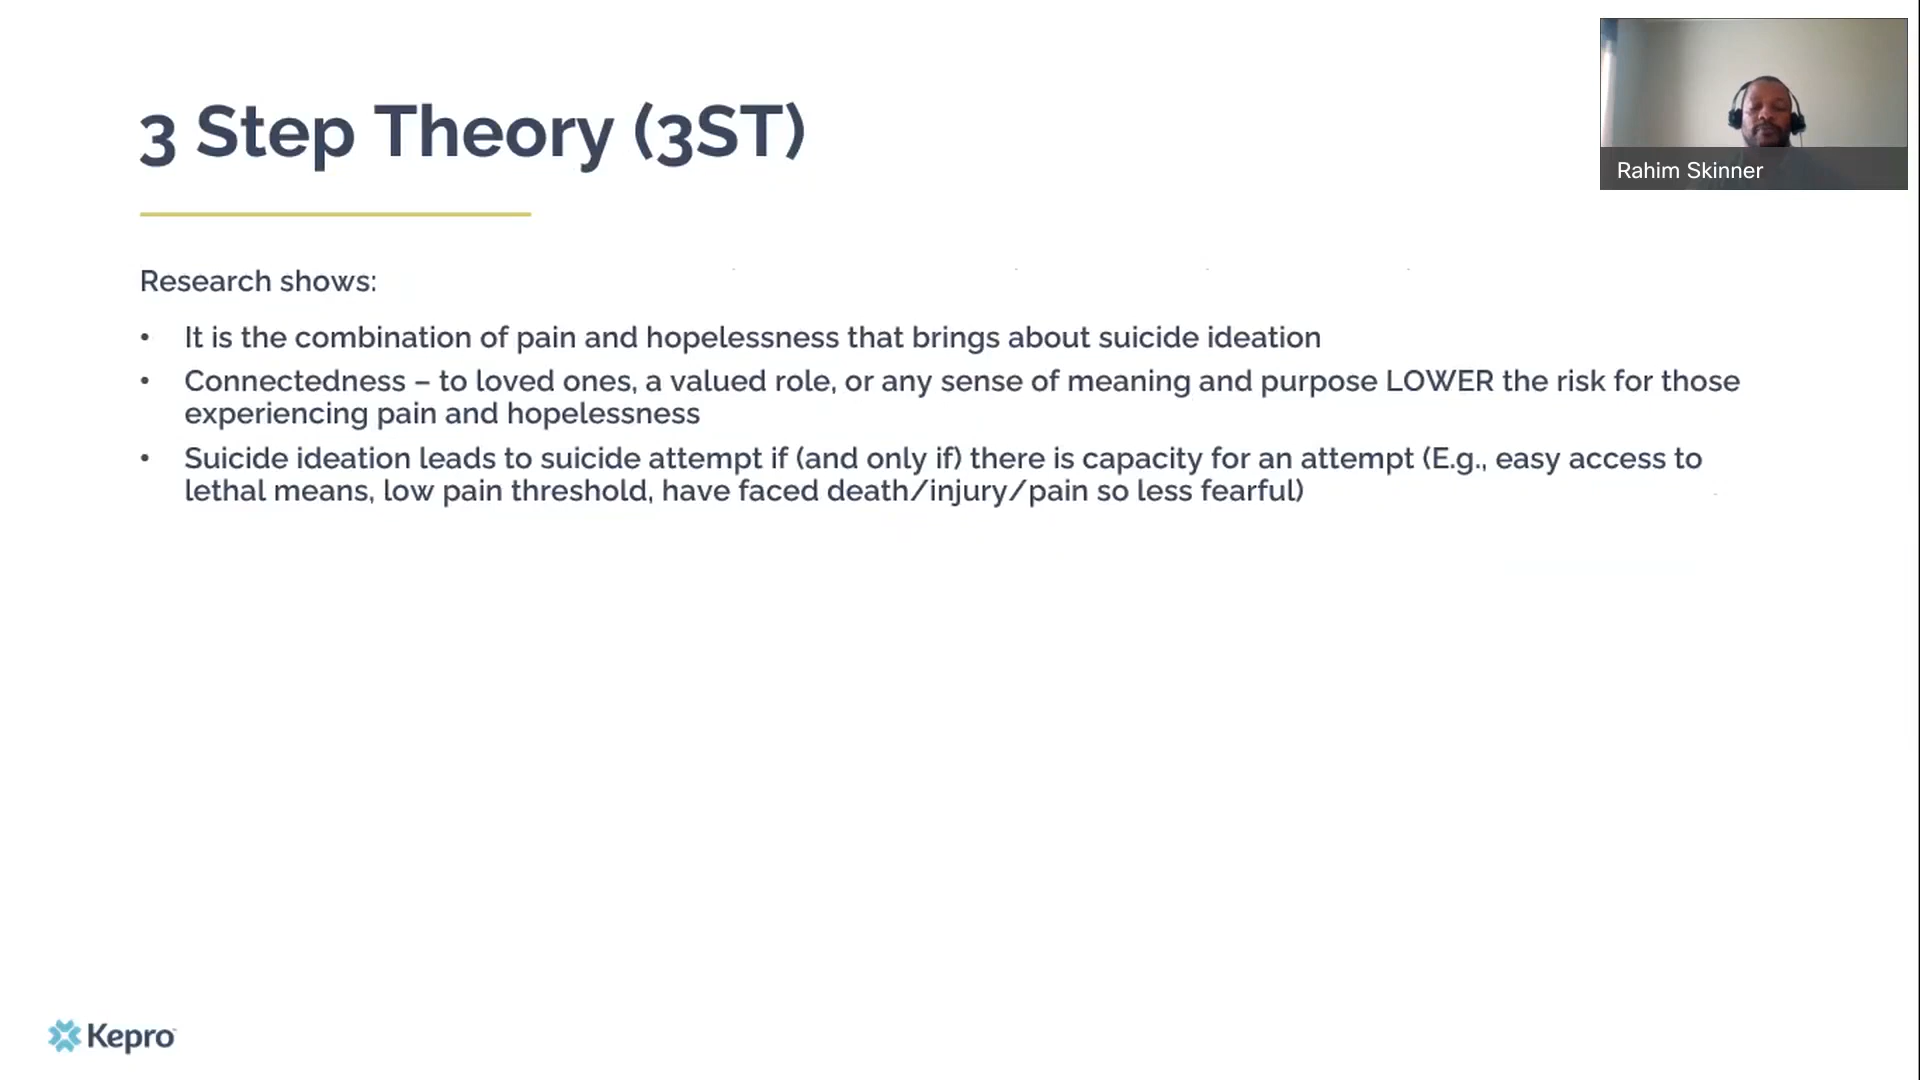 3 Step Theory (3ST)
Rahim Skinner
Research shows:
• It is the combination of pain and hopelessness that brings about suicide ideation
• Connectedness – to loved ones, a valued role, or any sense of meaning and purpose LOWER the risk for those
experiencing pain and hopelessness
• Suicide ideation leads to suicide attempt if (and only if) there is capacity for an attempt (E.g., easy access to
lethal means, low pain threshold, have faced death/injury/pain so less fearful)
Kepro